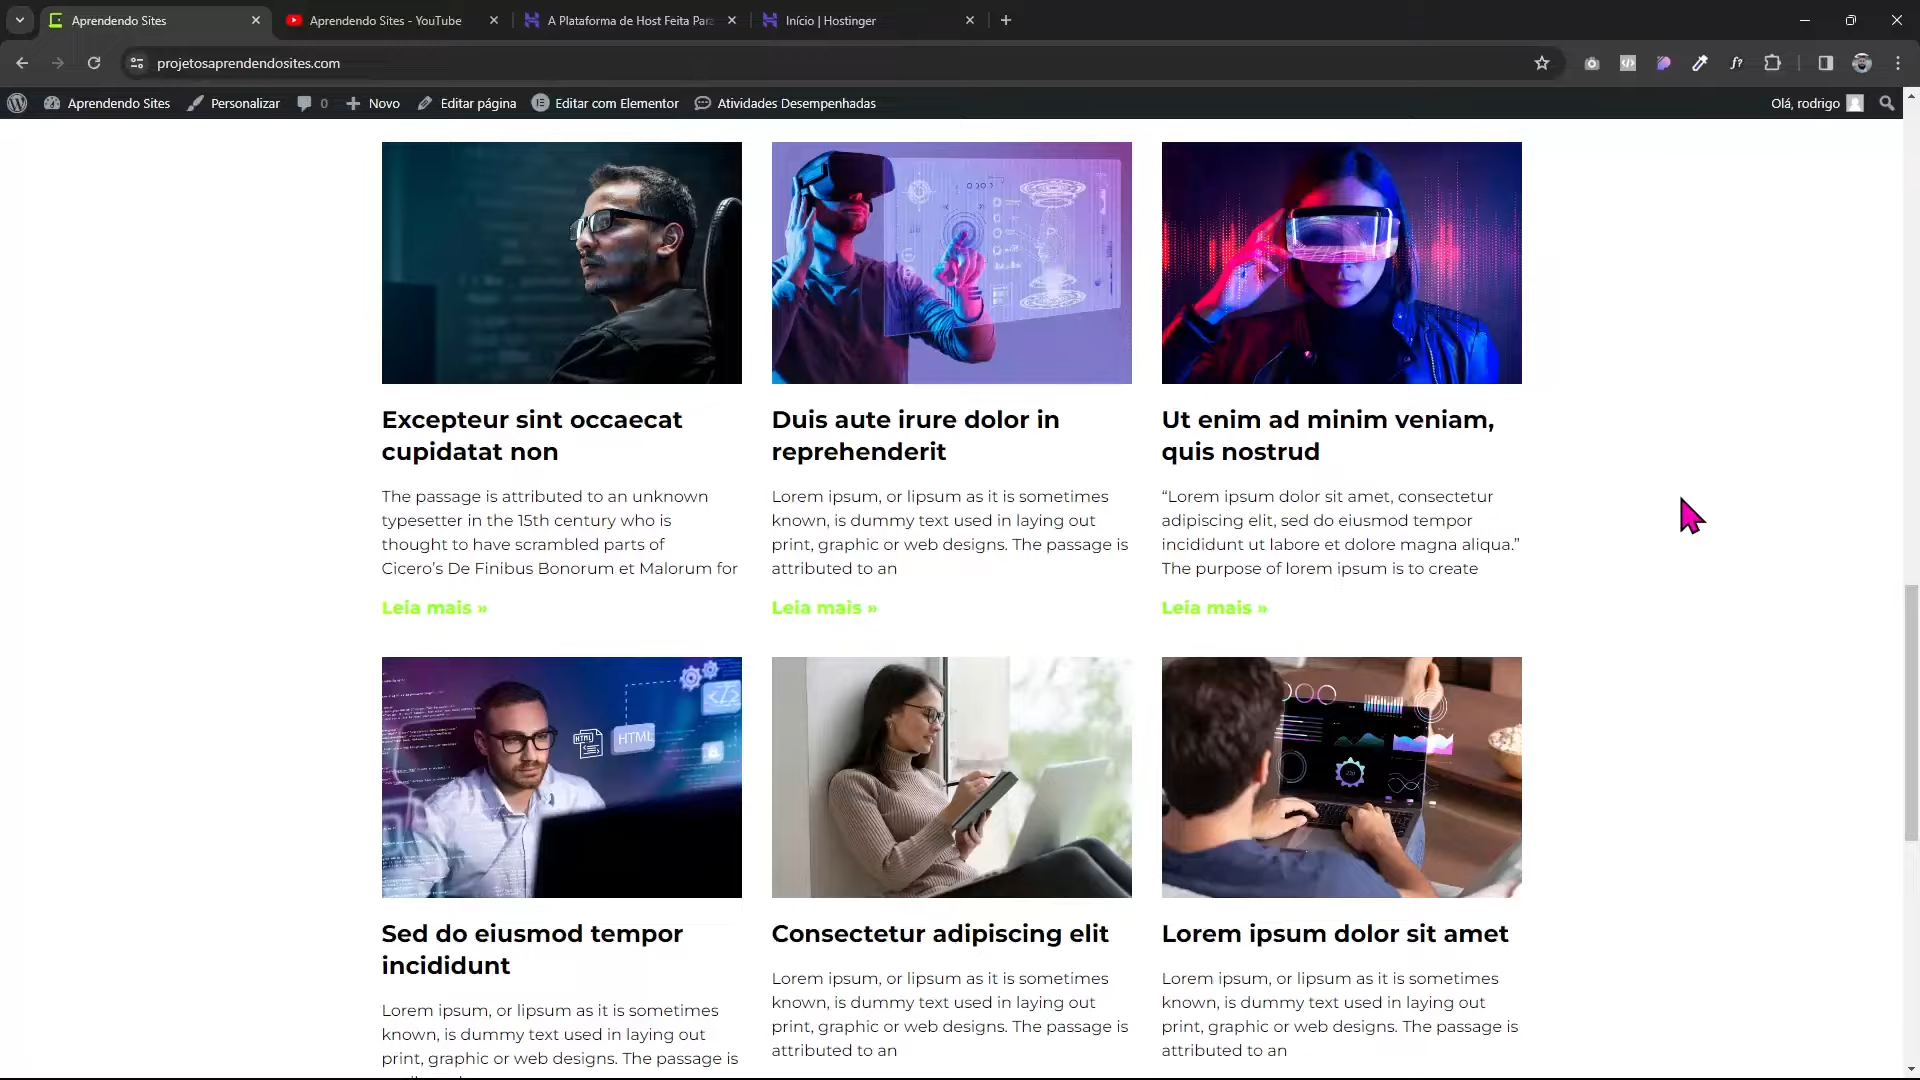 Aprendendo Sites
Aprendendo Sites - YouTube
A Plataforma de Host Feita Par
Início | Hostinger
projetosaprendendosites.com
Aprendendo Sites
Personalizar
0
Novo
Editar página
Editar com Elementor
Atividades Desempenhadas
Olá, rodrigo
Excepteur sint occaecat
cupidatat non
The passage is attributed to an unknown
typesetter in the 15th century who is
thought to have scrambled parts of
Cicero’s De Finibus Bonorum et Malorum for
Leia mais »
Duis aute irure dolor in
reprehenderit
Lorem ipsum, or lipsum as it is sometimes
known, is dummy text used in laying out
print, graphic or web designs. The passage is
attributed to an
Leia mais »
Ut enim ad minim veniam,
quis nostrud
“Lorem ipsum dolor sit amet, consectetur
adipiscing elit, sed do eiusmod tempor
incididunt ut labore et dolore magna aliqua.”
The purpose of lorem ipsum is to create
Leia mais »
HTML
Sed do eiusmod tempor
incididunt
Lorem ipsum, or lipsum as it is sometimes
known, is dummy text used in laying out
print, graphic or web designs. The passage is
Consectetur adipiscing elit
Lorem ipsum, or lipsum as it is sometimes
known, is dummy text used in laying out
print, graphic or web designs. The passage is
attributed to an
Lorem ipsum dolor sit amet
Lorem ipsum, or lipsum as it is sometimes
known, is dummy text used in laying out
print, graphic or web designs. The passage is
attributed to an